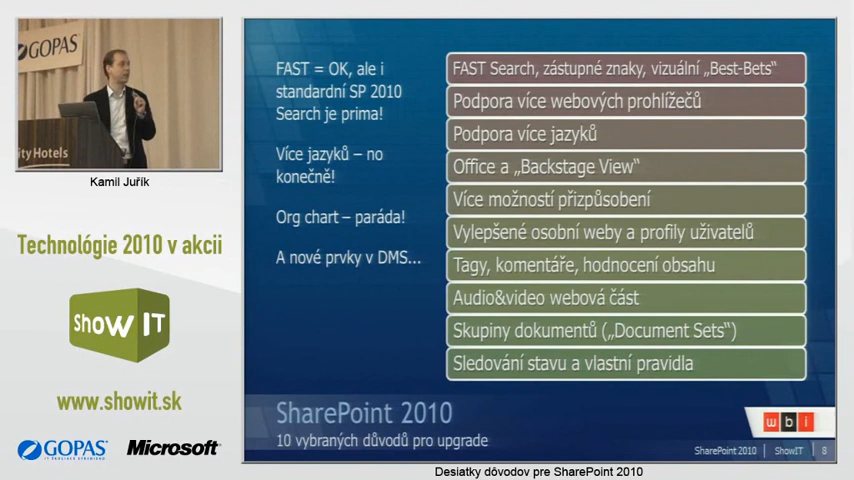 GOPAS
ity Hotels
Kamil Juřík
Technológie 2010 v akcii
ShoW IT
www.showit.sk
GOPAS
Microsoft
FAST = OK, ale i
standardní SP 2010
Search je prima!
Více jazyků – no
konečně!
Org chart – paráda!
A nové prvky v DMS...
FAST Search, zástupné znaky, vizuální „Best-Bets“
Podpora více webových prohlížečů
Podpora více jazyků
Office a „Backstage View“
Více možností přizpůsobení
Vylepšené osobní weby a profily uživatelů
Tagy, komentáře, hodnocení obsahu
Audio&video webová část
Skupiny dokumentů („Document Sets“)
Sledování stavu a vlastní pravidla
SharePoint 2010
10 vybraných důvodů pro upgrade
wbi
SharePoint 2010 | ShowIT | 8
Desiatky dôvodov pre SharePoint 2010